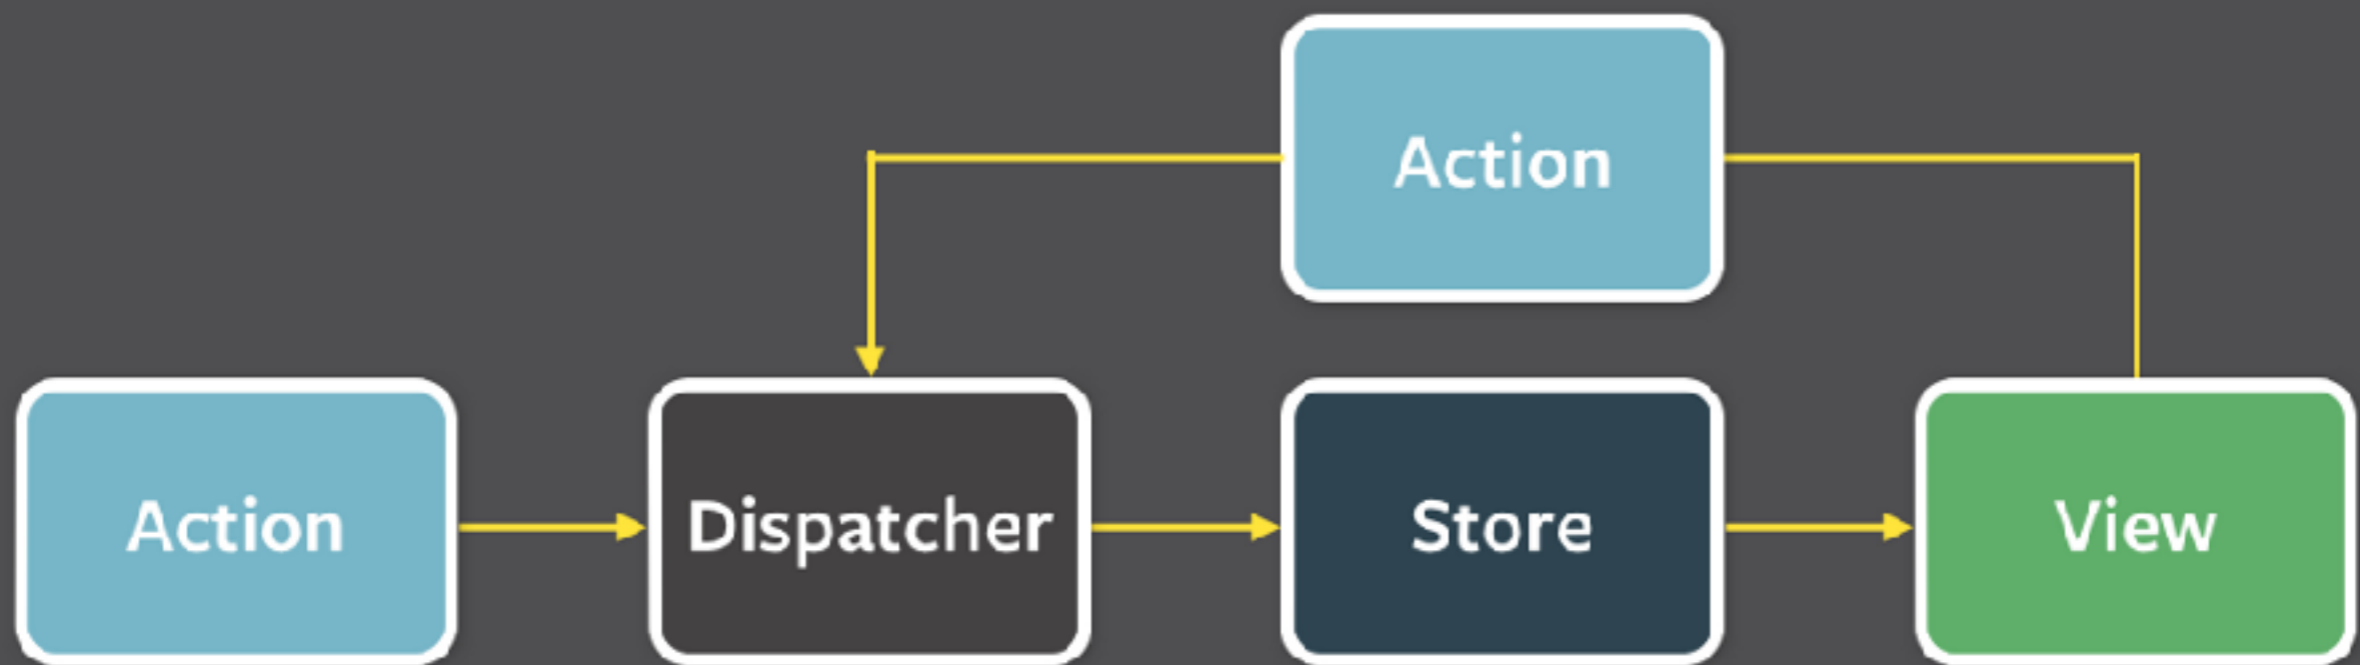 Action
Action
Dispatcher
Store
View